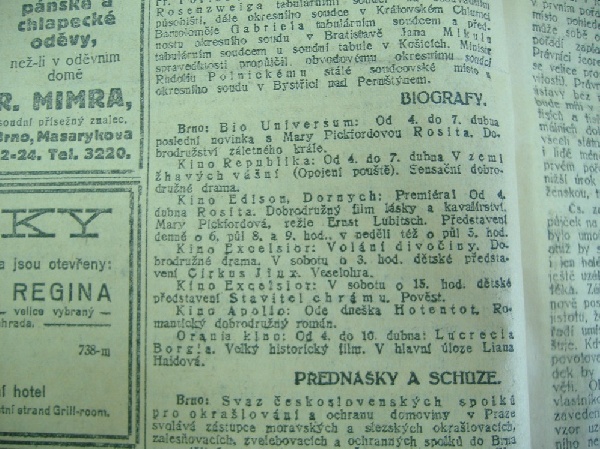 pánské a
chlapecké
oděvy,
než-li v oděvním
domě
R. MIMRA,
soudní přísežný znalec.
Brno, Masarykova
2-24. Tel. 3220.
KY
e jsou otevřeny:
REGINA
velice vybraný
738-m
ní hotel
strand Grill-room.
Rosenzweiga tabulárním
působiště, dále okresního soudce v Královském Chlumci
Bartoloměje Gabriela tabulárním soudcem a před-
nostu okresního soudu v Bratislavě Jana Mikulu
tabulárním soudcem u soudní tabule v Košicích. Ministr
spravedlnosti propůjčil obvodovému okresnímu soudci
Radošu Polnickému stálé soudcovské místo u
okresního soudu v Bystřici nad Pernštýnem.
BIOGRAFY.
Brno: Bio Universum: Od 4. do 7. dubna
poslední novinka s Mary Pickfordovou Rosita. Do-
brodružství záletného krále.
Kino Republika: Od 4. do 7. dubna V zemi
žhavých vášní (Opojení pouště). Sensační dobro-
družné drama.
Kino Edison, Dornych: Premiéra! Od 4.
dubna Rosita. Dobrodružný film lásky a kavalírství.
Mary Pickfordová, režie Ernst Lubitsch. Představení
denně o 6, půl 8. a 9. hod., v neděli též o půl 5. hod.
Kino Excelsior: Volání divočiny. Do-
brodružné drama. V sobotu o 3. hod. dětské předsta-
vení Cirkus Jinx. Veselohra.
Kino Excelsior: V sobotu o 15. hod. dětské
představení Stavitel chrámu. Pověst.
Kino Apollo: Ode dneška Hotentot. Ro-
mantický dobrodružný román.
Orania kino: Od 4. do 10. dubna: Lucrecia
Borgia. Velký historický film. V hlavní úloze Liana
Haidová.
PŘEDNÁŠKY A SCHŮZE.
Brno: Svaz československých spolků
pro okrašlování a ochranu domoviny v Praze
svolává zástupce moravských a slezských okrašlovacích,
zalesňovacích, zvelebovacích a ochranných spolků do Brna